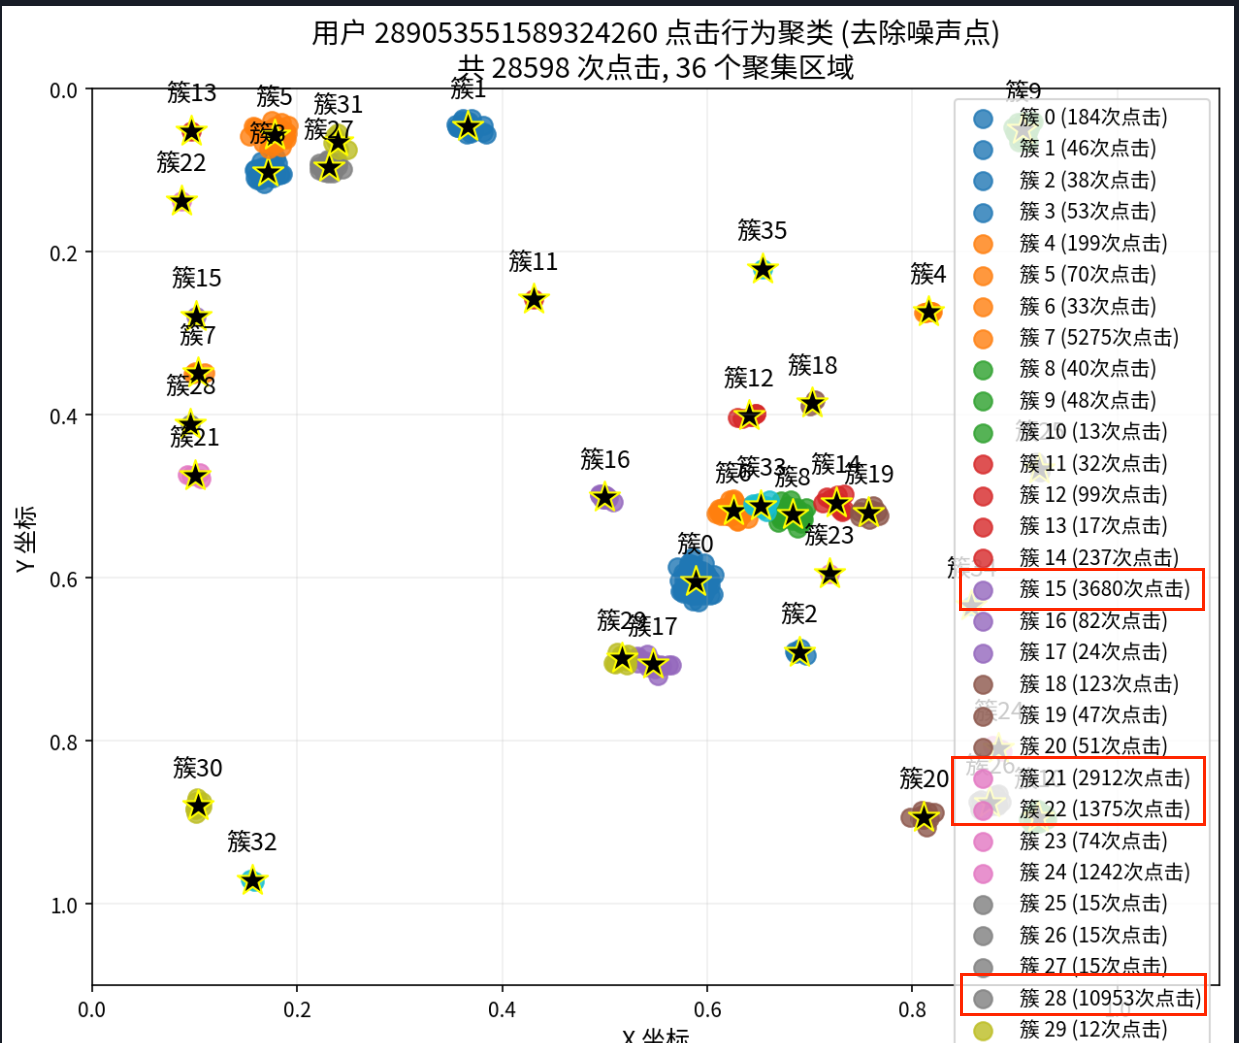 用户 2890535551589324260 点击行为聚类 (去除噪声点)
共 28598 次点击, 36 个聚集区域
簇13
簇5
簇31
簇1
簇9
簇3
簇27
簇22
簇35
簇11
簇4
簇15
簇7
簇28
簇21
簇12
簇18
簇16
簇6
簇33
簇8
簇14
簇19
簇23
簇0
簇29
簇17
簇2
簇24
簇26
簇30
簇20
簇32
簇 0 (184次点击)
簇 1 (46次点击)
簇 2 (38次点击)
簇 3 (53次点击)
簇 4 (199次点击)
簇 5 (70次点击)
簇 6 (33次点击)
簇 7 (5275次点击)
簇 8 (40次点击)
簇 9 (48次点击)
簇 10 (13次点击)
簇 11 (32次点击)
簇 12 (99次点击)
簇 13 (17次点击)
簇 14 (237次点击)
簇 15 (3680次点击)
簇 16 (82次点击)
簇 17 (24次点击)
簇 18 (123次点击)
簇 19 (47次点击)
簇 20 (51次点击)
簇 21 (2912次点击)
簇 22 (1375次点击)
簇 23 (74次点击)
簇 24 (1242次点击)
簇 25 (15次点击)
簇 26 (15次点击)
簇 27 (15次点击)
簇 28 (10953次点击)
簇 29 (12次点击)
Y 坐标
0.0
0.2
0.4
0.6
0.8
1.0
0.0
0.2
0.4
0.6
0.8
1.0
X 坐标